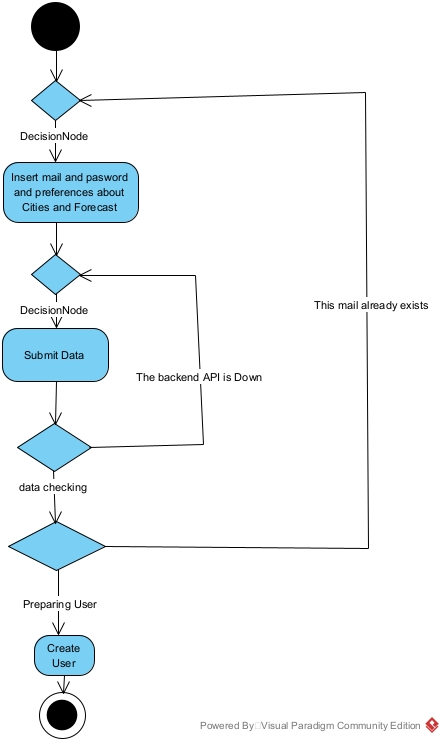 DecisionNode
Insert mail and pasword
and preferences about
Cities and Forecast
DecisionNode
This mail already exists
Submit Data
The backend API is Down
data checking
Preparing User
Create
User
Powered By Visual Paradigm Community Edition